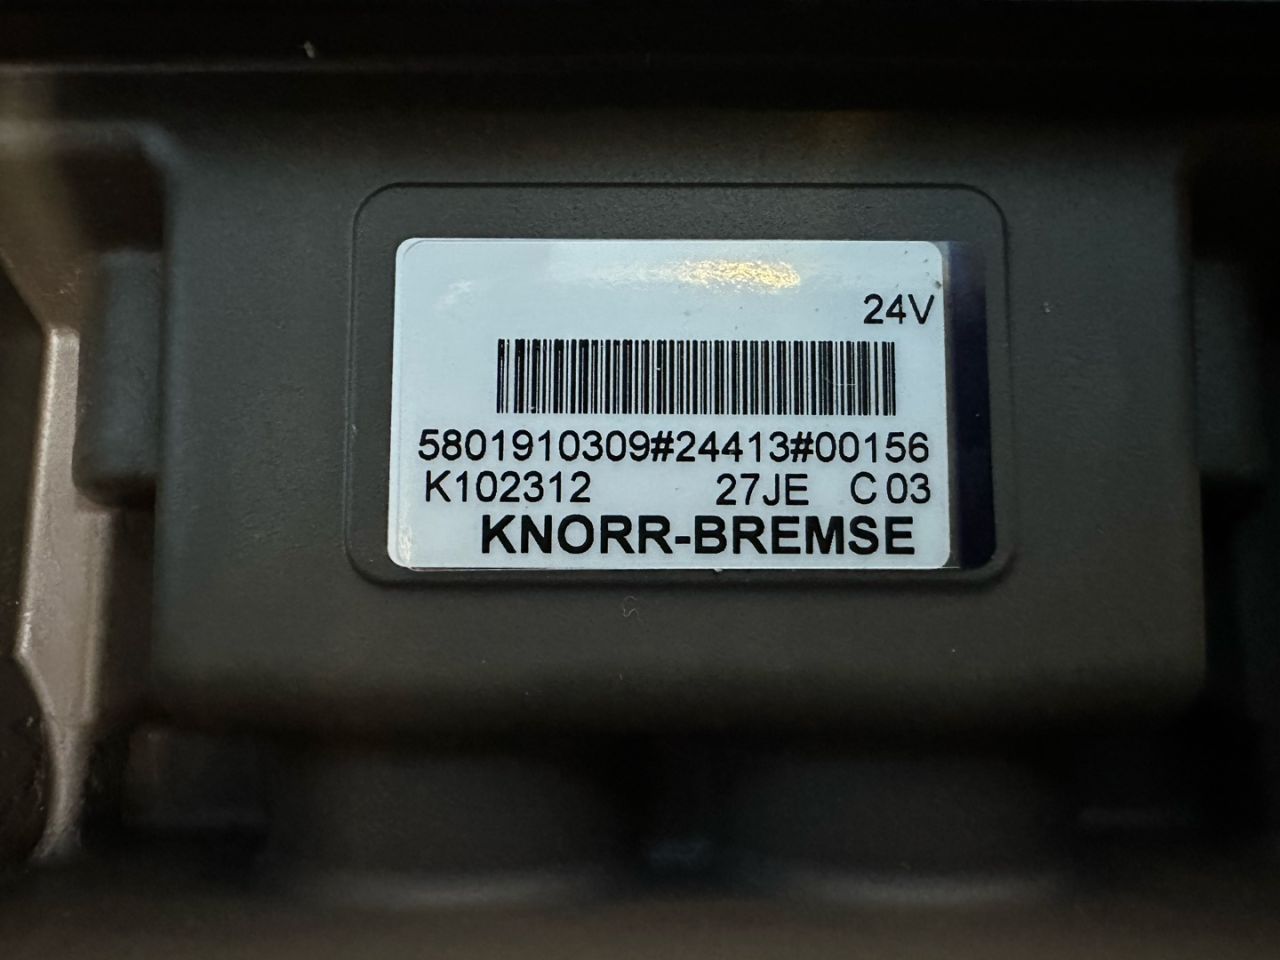 24V
5801910309#24413#00156
K102312 27JE C03
KNORR-BREMSE